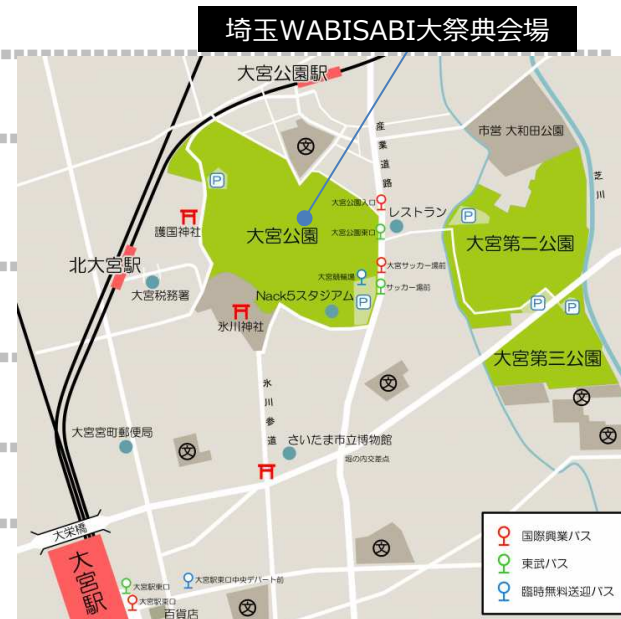 埼玉WABISABI大祭典会場
大宮公園駅
市営 大和田公園
産業道路
芝川
P
大宮公園入口
レストラン
P
護国神社
大宮公園
大宮公園東口
大宮第二公園
北大宮駅
大宮サッカー場前
大宮税務署
大宮競輪場
サッカー場前
Nack5スタジアム
P
P
P
氷川神社
大宮第三公園
文
文
文
文
氷川参道
大宮宮町郵便局
文
さいたま市立博物館
堀の内交差点
大栄橋
大宮駅
文
国際興業バス
東武バス
臨時無料送迎バス
大宮駅東口
大宮駅東口中央デパート前
大宮駅東口
百貨店
文